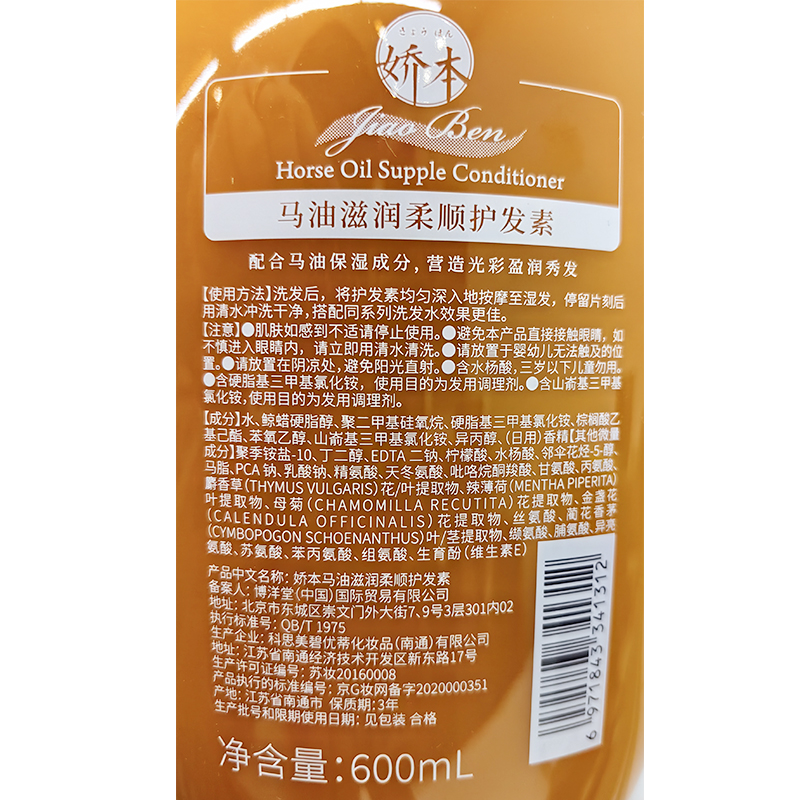 きょうほん
娇本
Jiao Ben
Horse Oil Supple Conditioner
马油滋润柔顺护发素
配合马油保湿成分，营造光彩盈润秀发
【使用方法】洗发后，将护发素均匀深入地按摩至湿发，停留片刻后
用清水冲洗干净，搭配同系列洗发水效果更佳。
【注意】●肌肤如感到不适请停止使用。●避免本产品直接接触眼睛，如
不慎进入眼睛内，请立即用清水清洗。●请放置于婴幼儿无法触及的位
置。●请放置在阴凉处，避免阳光直射。●含水杨酸，三岁以下儿童勿用。
●含硬脂基三甲基氯化铵，使用目的为发用调理剂。●含山嵛基三甲基
氯化铵，使用目的为发用调理剂。
【成分】水、鲸蜡硬脂醇、聚二甲基硅氧烷、硬脂基三甲基氯化铵、棕榈酸乙
基己酯、苯氧乙醇、山嵛基三甲基氯化铵、异丙醇、（日用）香精【其他微量
成分】聚季铵盐-10、丁二醇、EDTA 二钠、柠檬酸、水杨酸、邻伞花烃-5-醇、
马脂、PCA 钠、乳酸钠、精氨酸、天冬氨酸、吡咯烷酮羧酸、甘氨酸、丙氨酸、
麝香草（THYMUS VULGARIS）花/叶提取物、辣薄荷（MENTHA PIPERITA）
叶提取物、母菊（CHAMOMILLA RECUTITA）花提取物、金盏花
（CALENDULA OFFICINALIS）花提取物、丝氨酸、蔺花香茅
（CYMBOPOGON SCHOENANTHUS）叶/茎提取物、缬氨酸、脯氨酸、异亮
氨酸、苏氨酸、苯丙氨酸、组氨酸、生育酚（维生素E）
产品中文名称：娇本马油滋润柔顺护发素
备案人：博洋堂（中国）国际贸易有限公司
地址：北京市东城区崇文门外大街7、9号3层301内02
执行标准号：QB/T 1975
生产企业：科思美碧优蒂化妆品（南通）有限公司
地址：江苏省南通经济技术开发区新东路17号
生产许可证编号：苏妆20160008
产品执行的标准编号：京G妆网备字2020000351
产地：江苏省南通市 保质期：3年
生产批号和限期使用日期：见包装 合格
净含量：600mL
6 971843 341312